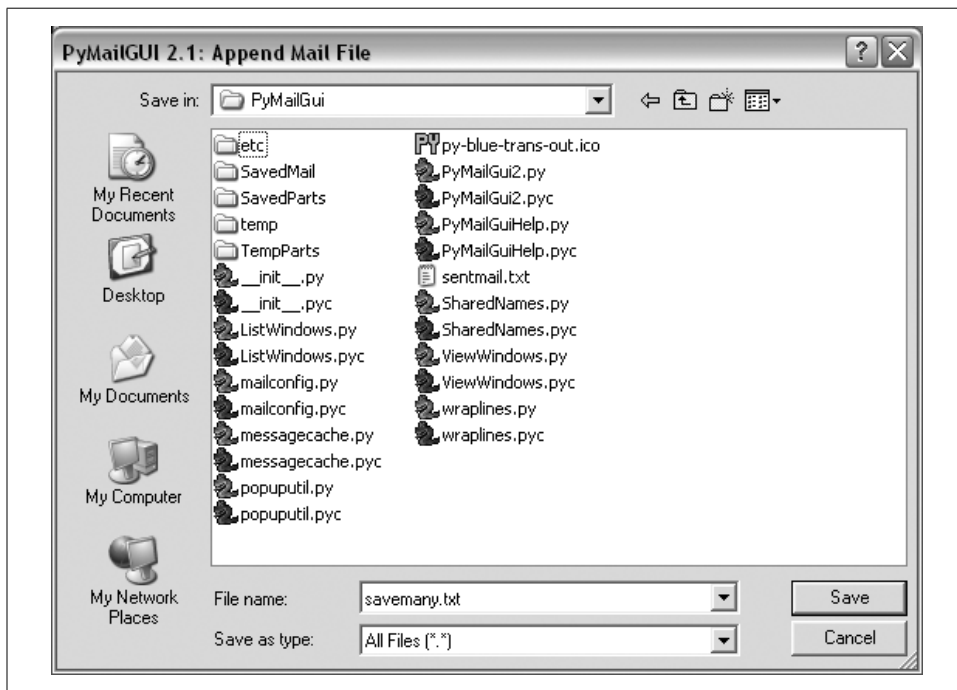 PyMailGUI 2.1: Append Mail File
Save in:
PyMailGui
My Recent
Documents
Desktop
My Documents
My Computer
My Network
Places
etc
SavedMail
SavedParts
temp
TempParts
__init__.py
__init__.pyc
ListWindows.py
ListWindows.pyc
mailconfig.py
mailconfig.pyc
messagecache.py
messagecache.pyc
popuputil.py
popuputil.pyc
PY py-blue-trans-out.ico
PyMailGui2.py
PyMailGui2.pyc
PyMailGuiHelp.py
PyMailGuiHelp.pyc
sentmail.txt
SharedNames.py
SharedNames.pyc
ViewWindows.py
ViewWindows.pyc
wraplines.py
wraplines.pyc
File name:
savemany.txt
Save
Save as type:
All Files (*.*)
Cancel